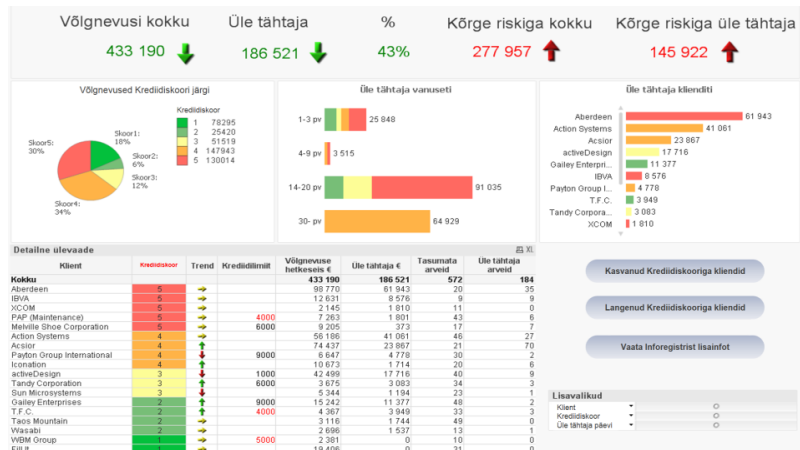 Võlgnevusi kokku
Üle tähtaja
%
Kõrge riskiga kokku
Kõrge riskiga üle tähtaja
433 190
186 521
43%
277 957
145 922
Võlgnevused Krediidiskoori järgi
Krediidiskoor
1 78295
2 25420
3 51519
4 147943
5 130014
Skoor1:
18%
Skoor2:
6%
Skoor3:
12%
Skoor4:
34%
Skoor5:
30%
Üle tähtaja vanuseti
1-3 pv 25 848
4-9 pv 3 515
14-20 pv 91 035
30- pv 64 929
Üle tähtaja klienditi
Aberdeen 61 943
Action Systems 41 061
Acsior 23 867
activeDesign 17 716
Gailey Enterpri... 11 377
IBVA 8 576
Payton Group I... 4 778
T.F.C. 3 949
Tandy Corpora... 3 083
XCOM 1 810
Detailne ülevaade XL
Klient Krediidiskoor Trend Krediidilimiit Võlgnevuse hetkeseis € Üle tähtaja € Tasumata arveid Üle tähtaja arveid
Kokku 433 190 186 521 572 184
Aberdeen 5 98 770 61 943 20 35
IBVA 5 12 631 8 576 9 9
XCOM 5 2 145 1 810 11 0
PAP (Maintenance) 5 4000 7 263 1 801 43 6
Melville Shoe Corporation 5 6000 9 205 373 17 7
Action Systems 4 56 186 41 061 46 27
Acsior 4 74 437 23 867 21 70
Payton Group International 4 9000 6 647 4 778 30 2
Iconation 4 10 673 1 714 20 6
activeDesign 3 1000 42 499 17 716 40 9
Tandy Corporation 3 6000 3 675 3 083 34 3
Sun Microsystems 3 5 344 1 194 23 1
Gailey Enterprises 2 9000 15 242 11 377 48 2
T.F.C. 2 4000 4 367 3 949 33 3
Taos Mountain 2 3 116 1 744 49 0
Wasabi 2 2 696 1 537 13 1
WBM Group 1 5000 2 381 0 10 0
Kasvanud Krediidiskooriga kliendid
Langenud Krediidiskooriga kliendid
Vaata Inforegistrist lisainfot
Lisavalikud
Klient
Krediidiskoor
Üle tähtaja päevi